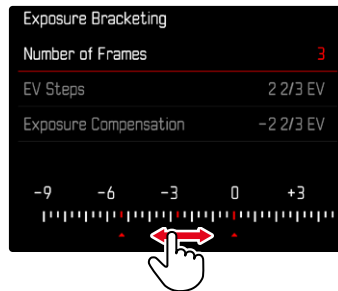 Exposure Bracketing
Number of Frames 3
EV Steps 2 2/3 EV
Exposure Compensation -2 2/3 EV
-9 -6 -3 0 +3